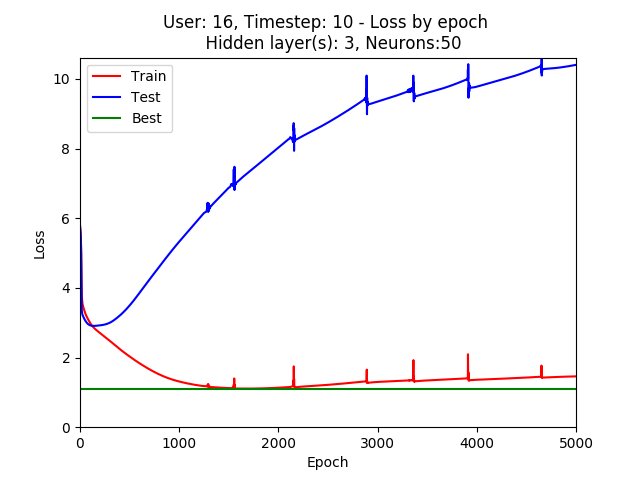 User: 16, Timestep: 10 - Loss by epoch
Hidden layer(s): 3, Neurons:50
Train
Test
Best
Loss
10
8
6
4
2
0
0 1000 2000 3000 4000 5000
Epoch